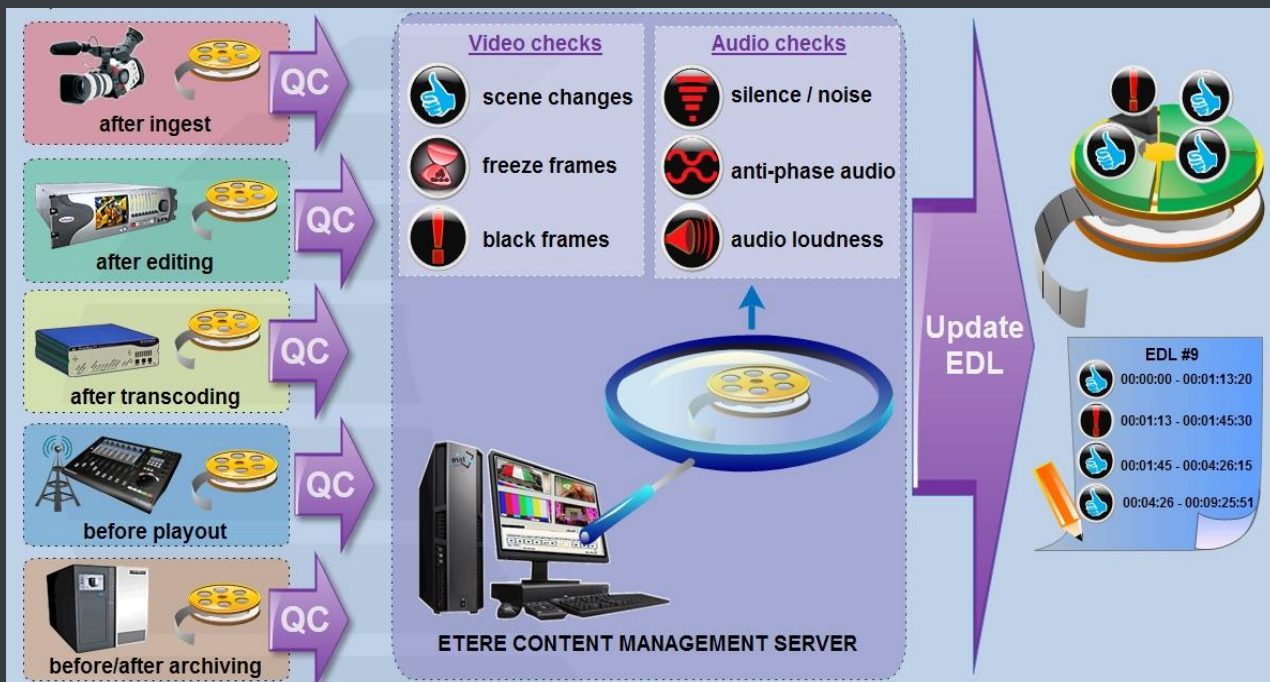 after ingest
QC
after editing
QC
after transcoding
QC
before playout
QC
before/after archiving
QC
Video checks
scene changes
freeze frames
black frames
Audio checks
silence / noise
anti-phase audio
audio loudness
ETERE CONTENT MANAGEMENT SERVER
Update
EDL
EDL #9
00:00:00 - 00:01:13:20
00:01:13 - 00:01:45:30
00:01:45 - 00:04:26:15
00:04:26 - 00:09:25:51